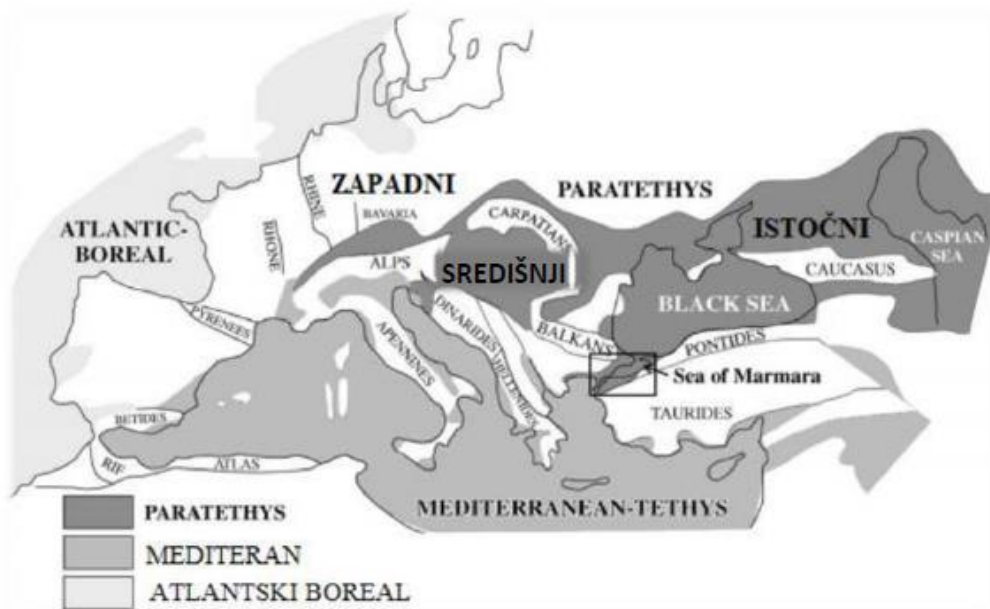 ZAPADNI
PARATETHYS
RHINE
BAVARIA
CARPATIANS
ISTOČNI
ATLANTIC-
BOREAL
RHONE
ALPS
SREDIŠNJI
CASPIAN
SEA
CAUCASUS
BLACK SEA
PYRENEES
APENNINES
DINARIDES
HELLENIDES
BALKANS
PONTIDES
Sea of Marmara
BETIDES
TAURIDES
RIF
ATLAS
MEDITERRANEAN-TETHYS
PARATETHYS
MEDITERAN
ATLANTSKI BOREAL